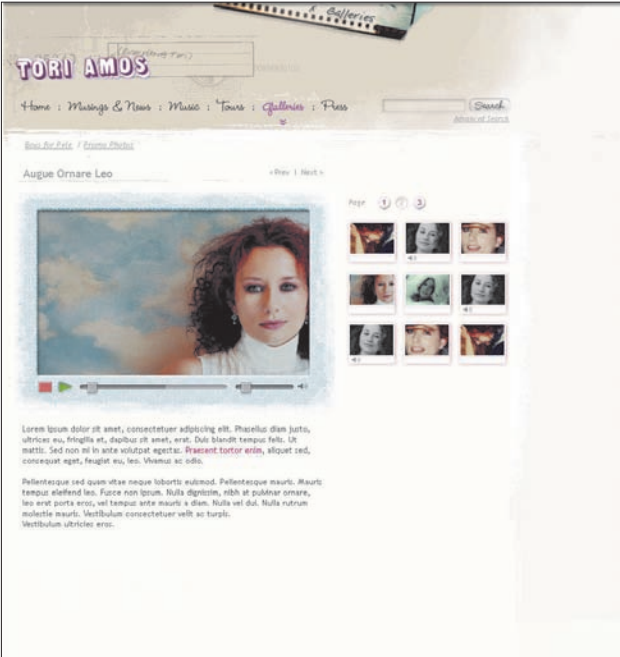 Galleries
TORI AMOS
Home : Musings & News : Music : Tours : Galleries : Press
Search
Advanced Search
Boys for Pele / Promo Photos
Augue Ornare Leo
< Prev | Next >
Page 1 2 3
Lorem ipsum dolor sit amet, consectetuer adipiscing elit. Phasellus diam justo,
ultrices eu, fringilla et, dapibus sit amet, erat. Duis blandit tempus felis. Ut
mattis. Sed non mi in ante volutpat egestas. Praesent tortor enim, aliquet sed,
consequat eget, feugiat eu, leo. Vivamus ac odio.
Pellentesque sed quam vitae neque lobortis euismod. Pellentesque mauris. Mauris
tempus eleifend leo. Fusce non ipsum. Nulla dignissim, nibh at pulvinar ornare,
leo erat porta eros, vel tempus ante mauris a diam. Nulla vel dui. Nulla rutrum
molestie mauris. Vestibulum consectetuer velit ac turpis.
Vestibulum ultricies eros.